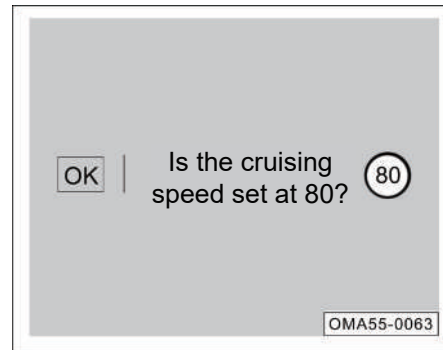 OK
Is the cruising
speed set at 80?
80
OMA55-0063